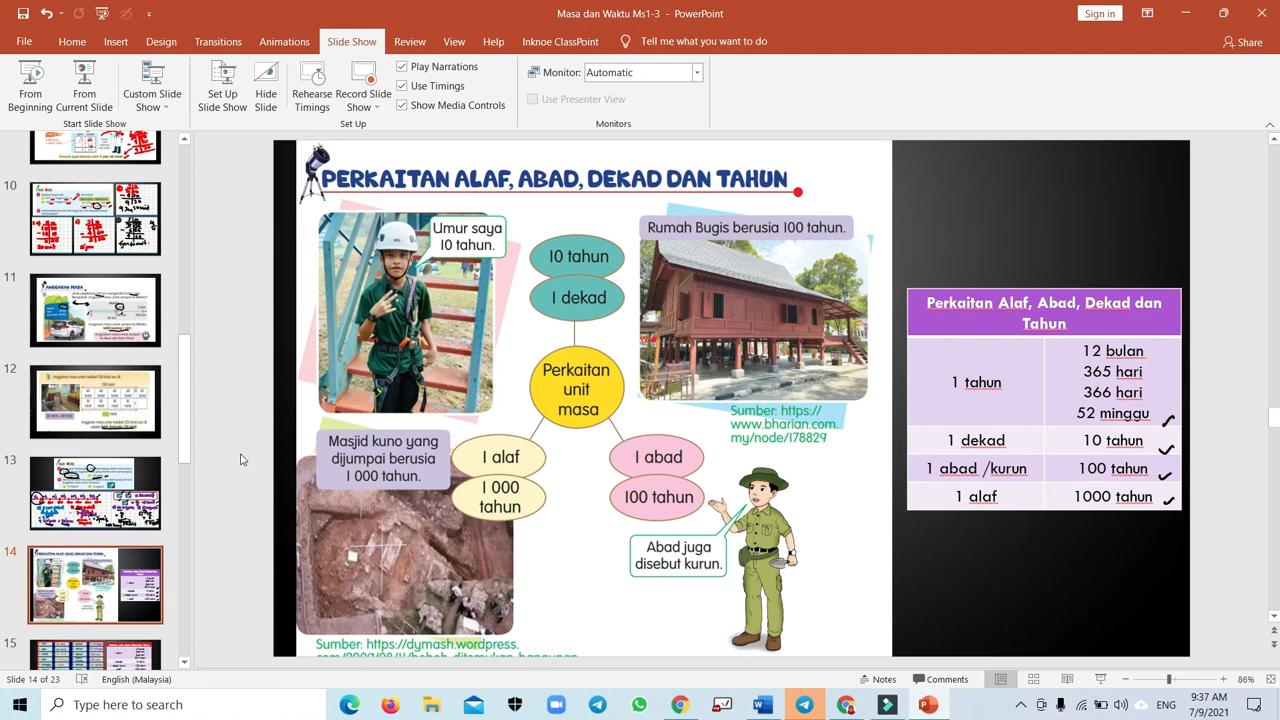 Masa dan Waktu Ms1-3 - PowerPoint
Sign in
File Home Insert Design Transitions Animations Slide Show Review View Help Inknoe ClassPoint Tell me what you want to do Share
From Beginning
From Current Slide
Custom Slide Show
Set Up Slide Show
Hide Slide
Rehearse Timings
Record Slide Show
Play Narrations
Use Timings
Show Media Controls
Monitor: Automatic
Use Presenter View
Start Slide Show
Set Up
Monitors
10
11
12
13
14
15
PERKAITAN ALAF, ABAD, DEKAD DAN TAHUN
Umur saya
10 tahun.
10 tahun
1 dekad
Rumah Bugis berusia 100 tahun.
Perkaitan
unit
masa
Sumber: https://
www.bharian.com.
my/node/178829
Masjid kuno yang
dijumpai berusia
1 000 tahun.
1 alaf
1 000
tahun
1 abad
100 tahun
Abad juga
disebut kurun.
Sumber: https://dymash.wordpress.
Perkaitan Alaf, Abad, Dekad dan
Tahun
1 tahun
12 bulan
365 hari
366 hari
52 minggu
1 dekad 10 tahun
1 abad /kurun 100 tahun
1 alaf 1000 tahun
Slide 14 of 23 English (Malaysia) Notes Comments 86%
Type here to search
ENG
9:37 AM
7/9/2021